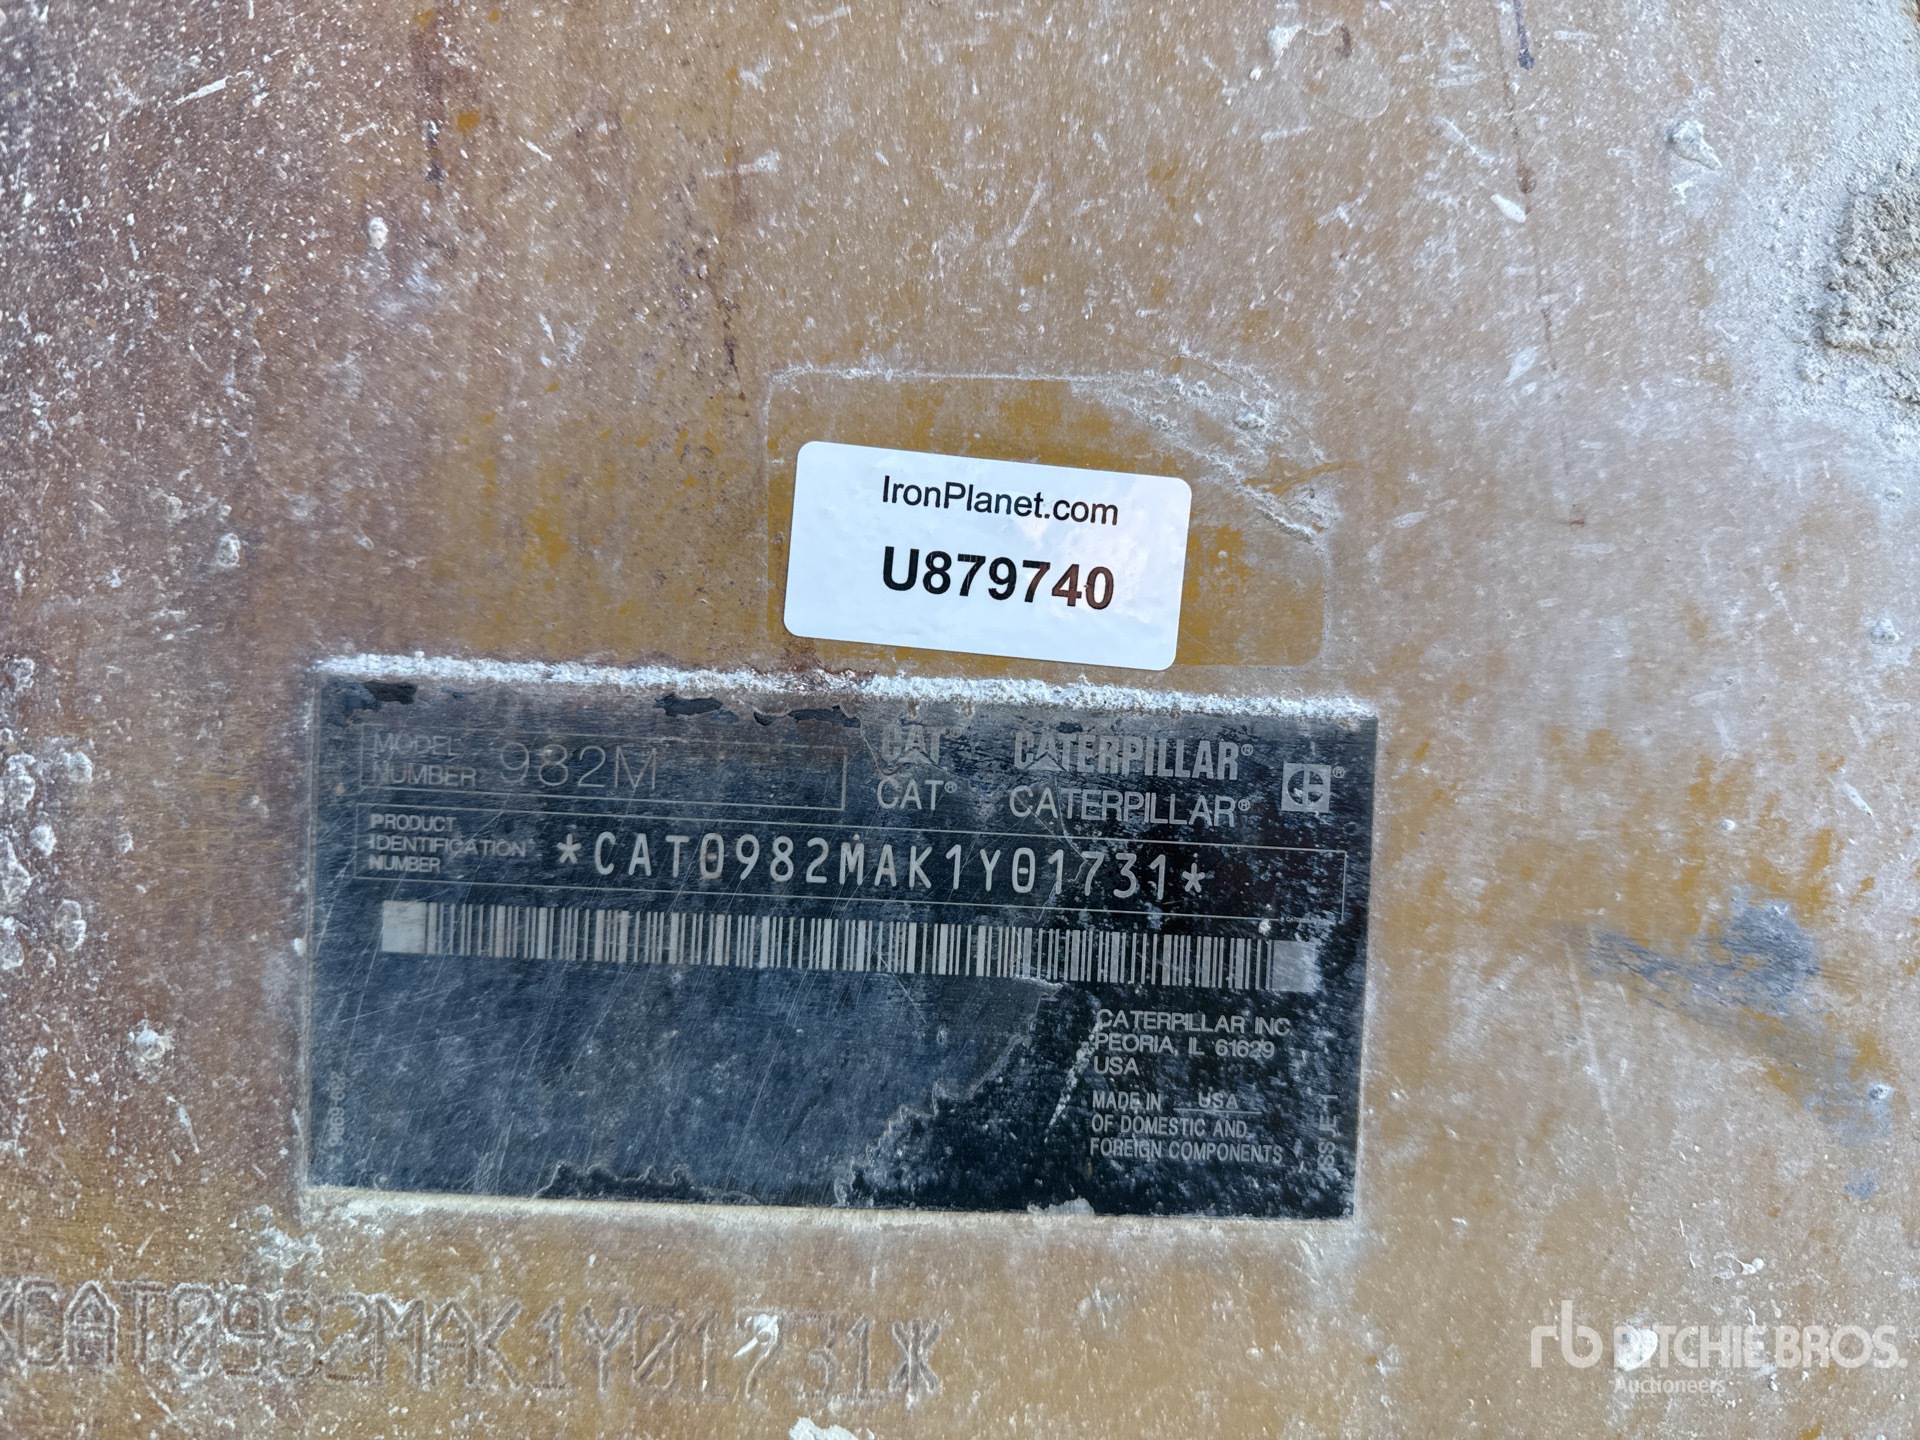 IronPlanet.com
U879740
MODEL NUMBER 982M
CAT® CATERPILLAR®
CAT® CATERPILLAR®
PRODUCT IDENTIFICATION NUMBER *CAT0982MAK1Y01731*
CATERPILLAR INC.
PEORIA, IL 61629
USA
MADE IN USA
OF DOMESTIC AND
FOREIGN COMPONENTS
*CAT0982MAK1Y01731*
rb RITCHIE BROS.
Auctioneers